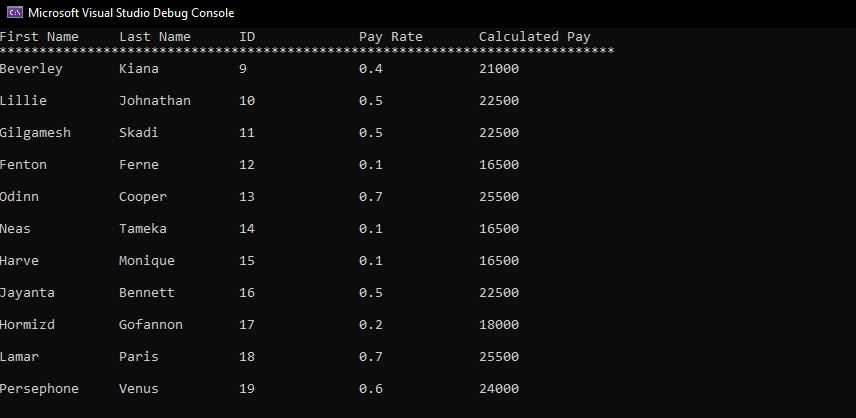 Microsoft Visual Studio Debug Console
First Name Last Name ID Pay Rate Calculated Pay
*****************************************************************************
Beverley Kiana 9 0.4 21000
Lillie Johnathan 10 0.5 22500
Gilgamesh Skadi 11 0.5 22500
Fenton Ferne 12 0.1 16500
Odinn Cooper 13 0.7 25500
Neas Tameka 14 0.1 16500
Harve Monique 15 0.1 16500
Jayanta Bennett 16 0.5 22500
Hormizd Gofannon 17 0.2 18000
Lamar Paris 18 0.7 25500
Persephone Venus 19 0.6 24000